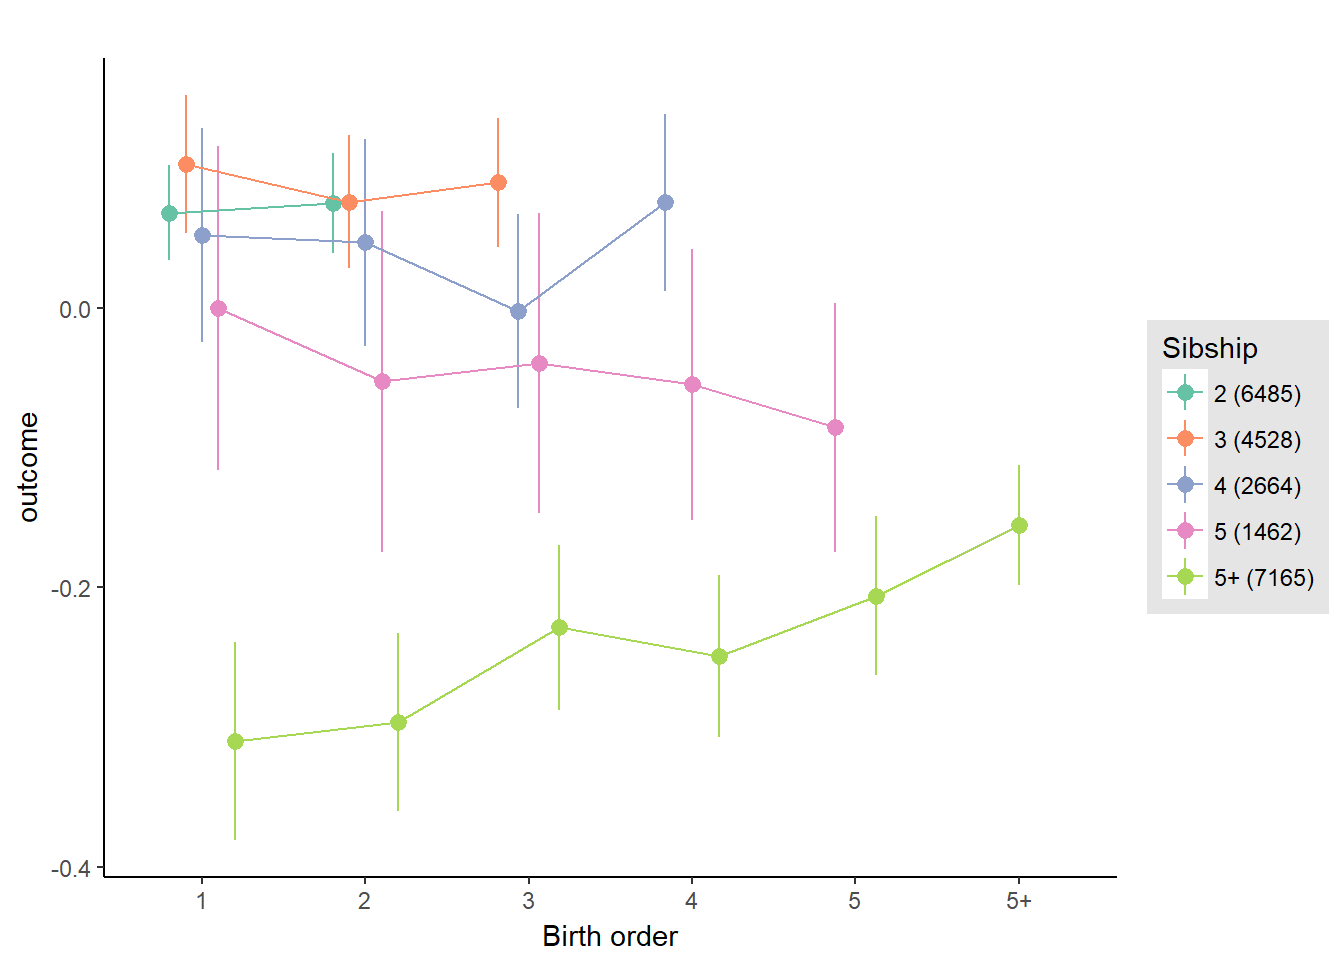 0.0
-0.2
-0.4
outcome
1 2 3 4 5 5+
Birth order
Sibship
2 (6485)
3 (4528)
4 (2664)
5 (1462)
5+ (7165)